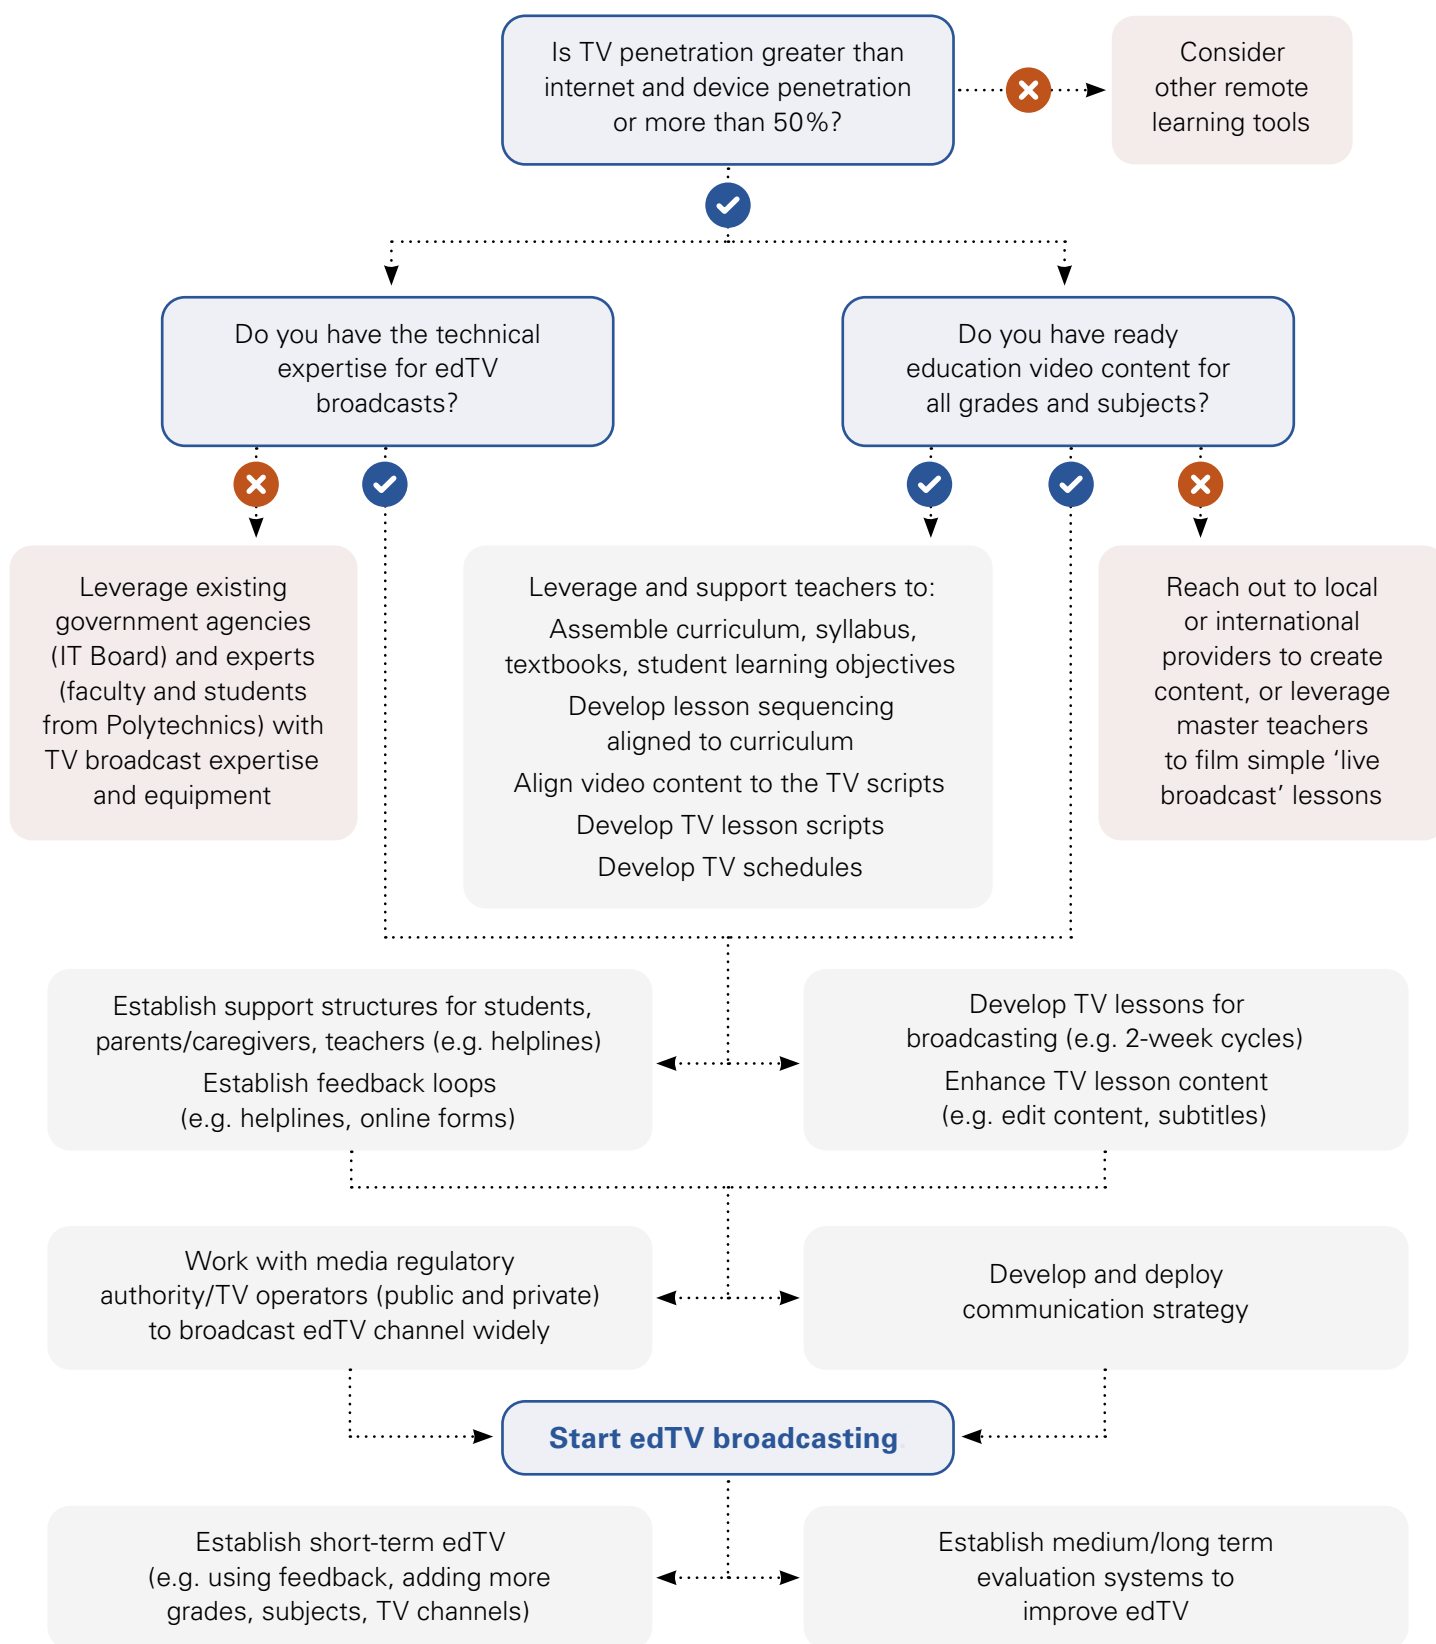 Is TV penetration greater than
internet and device penetration
or more than 50%?
Consider
other remote
learning tools
Do you have the technical
expertise for edTV
broadcasts?
Do you have ready
education video content for
all grades and subjects?
Leverage existing
government agencies
(IT Board) and experts
(faculty and students
from Polytechnics) with
TV broadcast expertise
and equipment
Leverage and support teachers to:
Assemble curriculum, syllabus,
textbooks, student learning objectives
Develop lesson sequencing
aligned to curriculum
Align video content to the TV scripts
Develop TV lesson scripts
Develop TV schedules
Reach out to local
or international
providers to create
content, or leverage
master teachers
to film simple ‘live
broadcast’ lessons
Establish support structures for students,
parents/caregivers, teachers (e.g. helplines)
Establish feedback loops
(e.g. helplines, online forms)
Develop TV lessons for
broadcasting (e.g. 2-week cycles)
Enhance TV lesson content
(e.g. edit content, subtitles)
Work with media regulatory
authority/TV operators (public and private)
to broadcast edTV channel widely
Develop and deploy
communication strategy
Start edTV broadcasting.
Establish short-term edTV
(e.g. using feedback, adding more
grades, subjects, TV channels)
Establish medium/long term
evaluation systems to
improve edTV